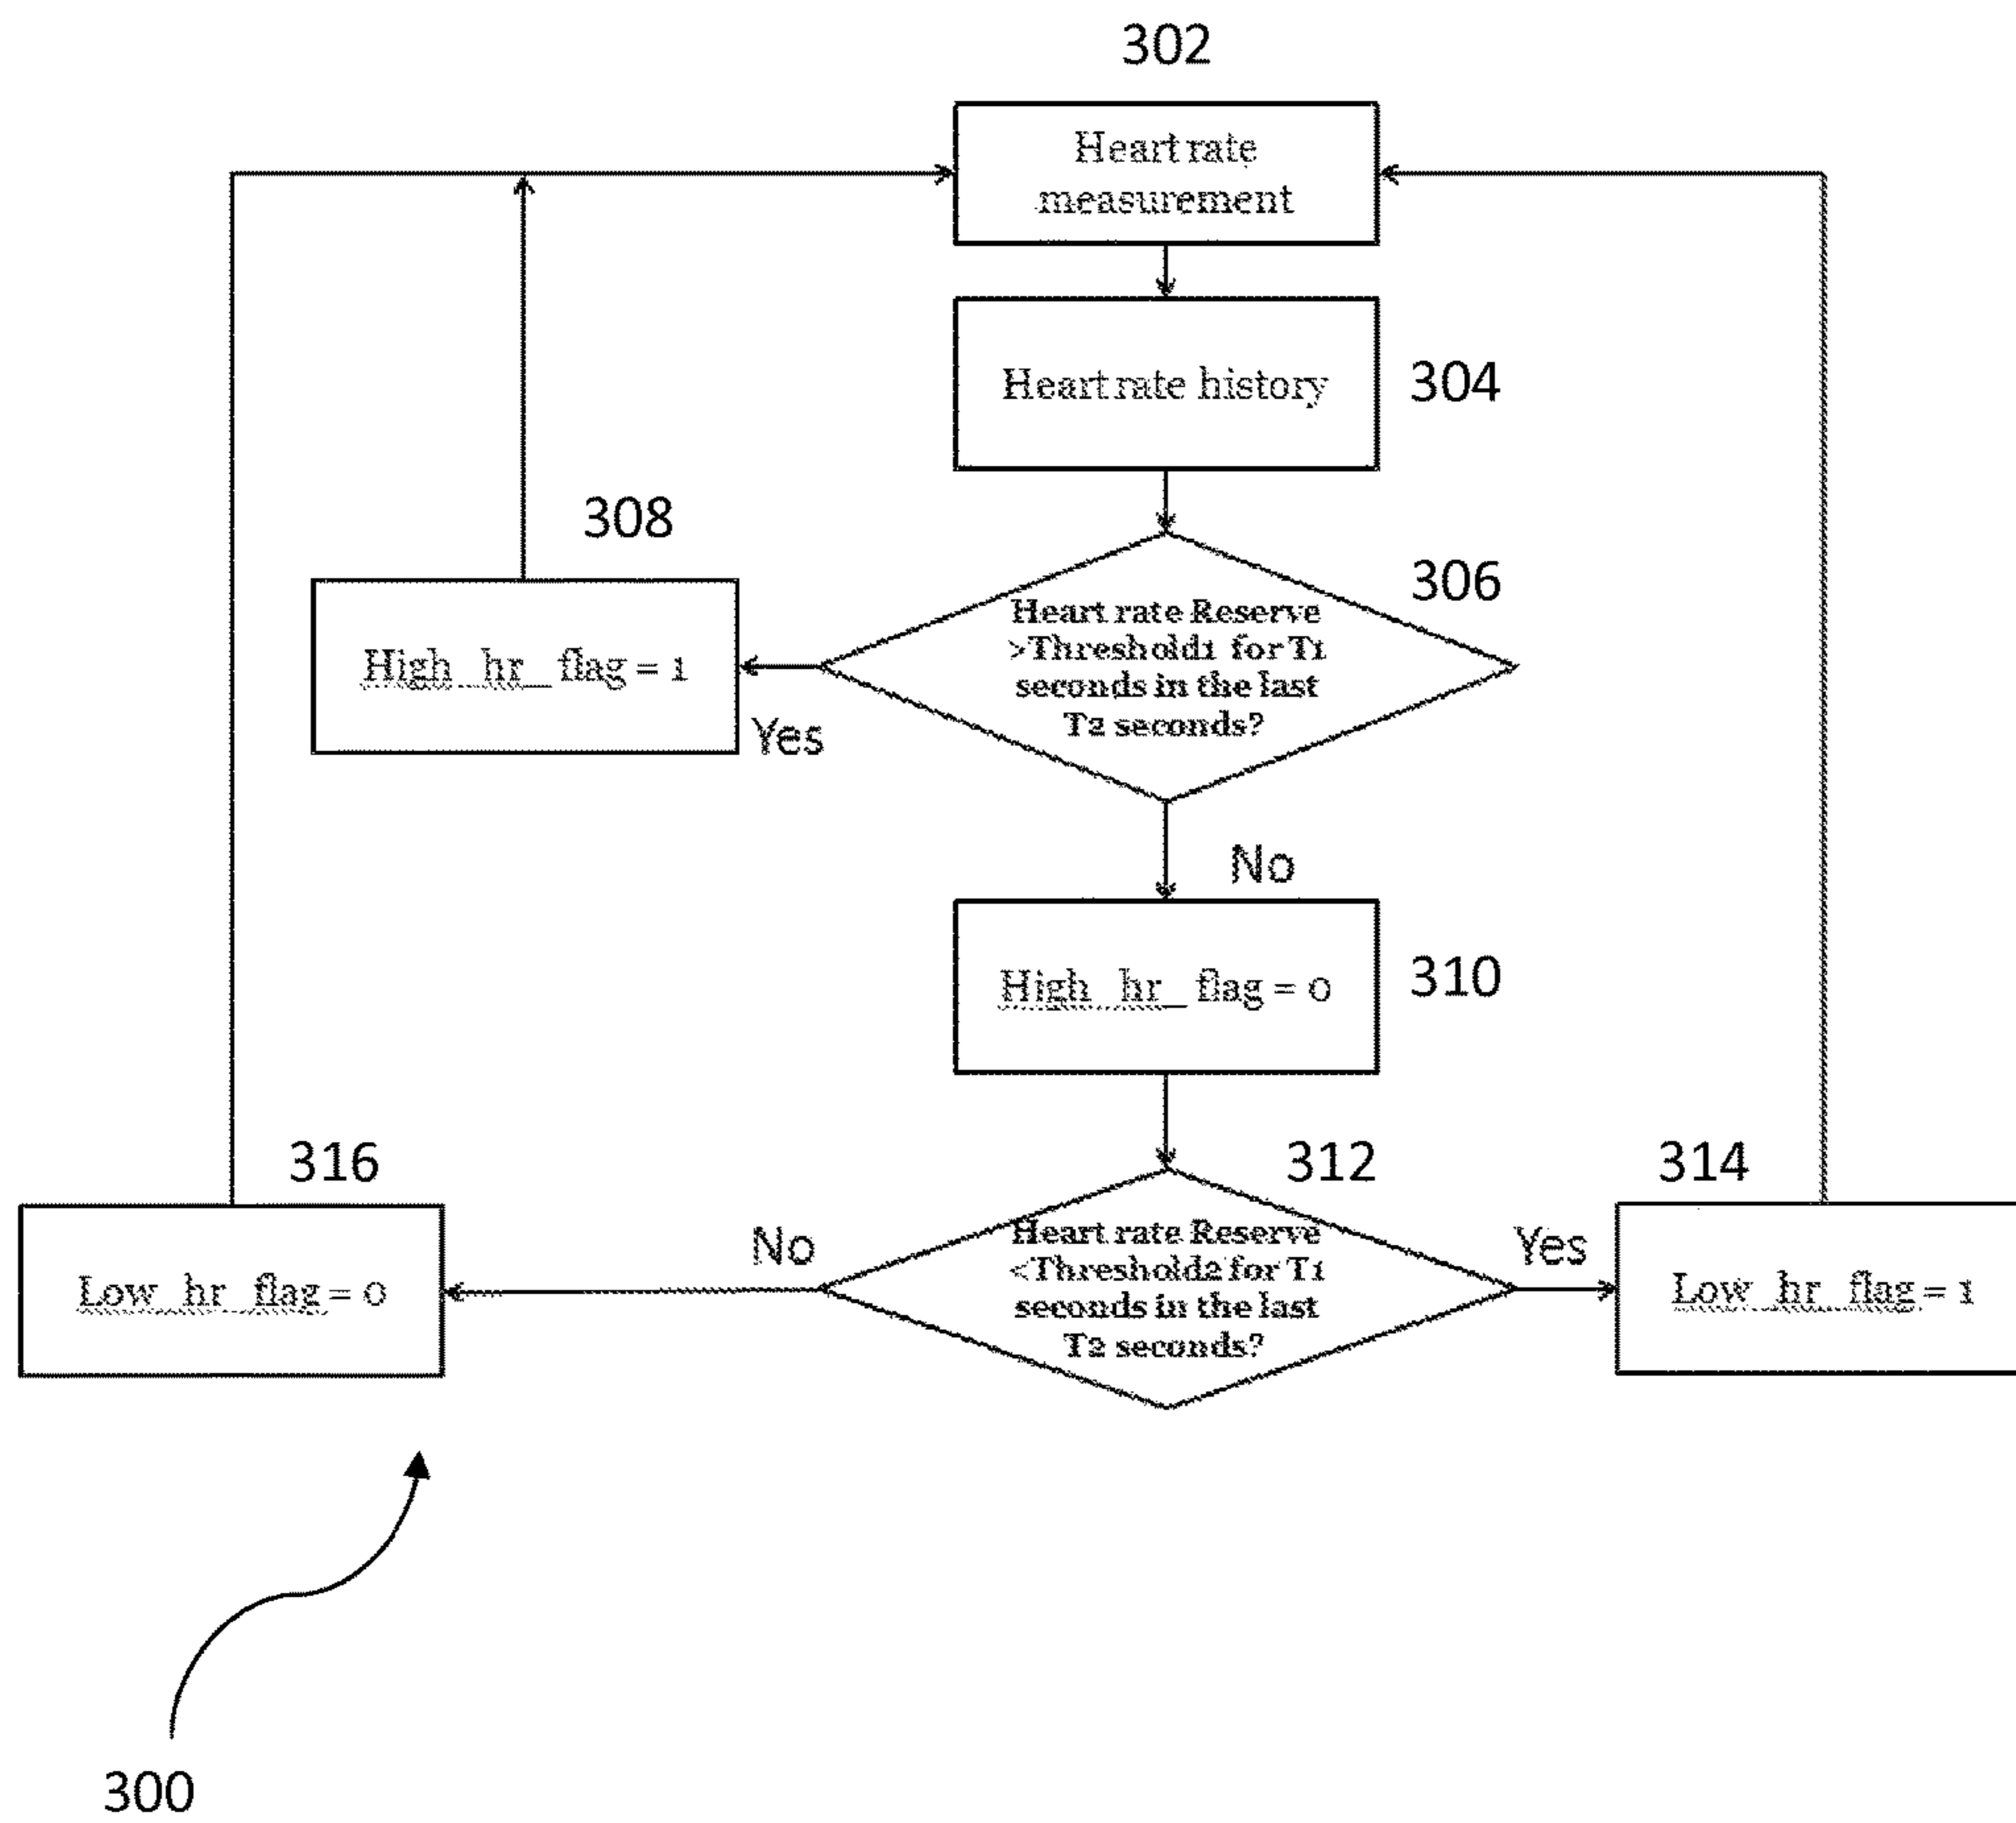 302
Heart rate
measurement
Heart rate history
304
308
306
Heart rate Reserve
>Threshold1 for T1
seconds in the last
T2 seconds?
High_hr_flag = 1
Yes
No
High_hr_flag = 0
310
316
312
314
No
Heart rate Reserve
<Threshold2 for T1
seconds in the last
T2 seconds?
Yes
Low_hr_flag = 0
Low_hr_flag = 1
300